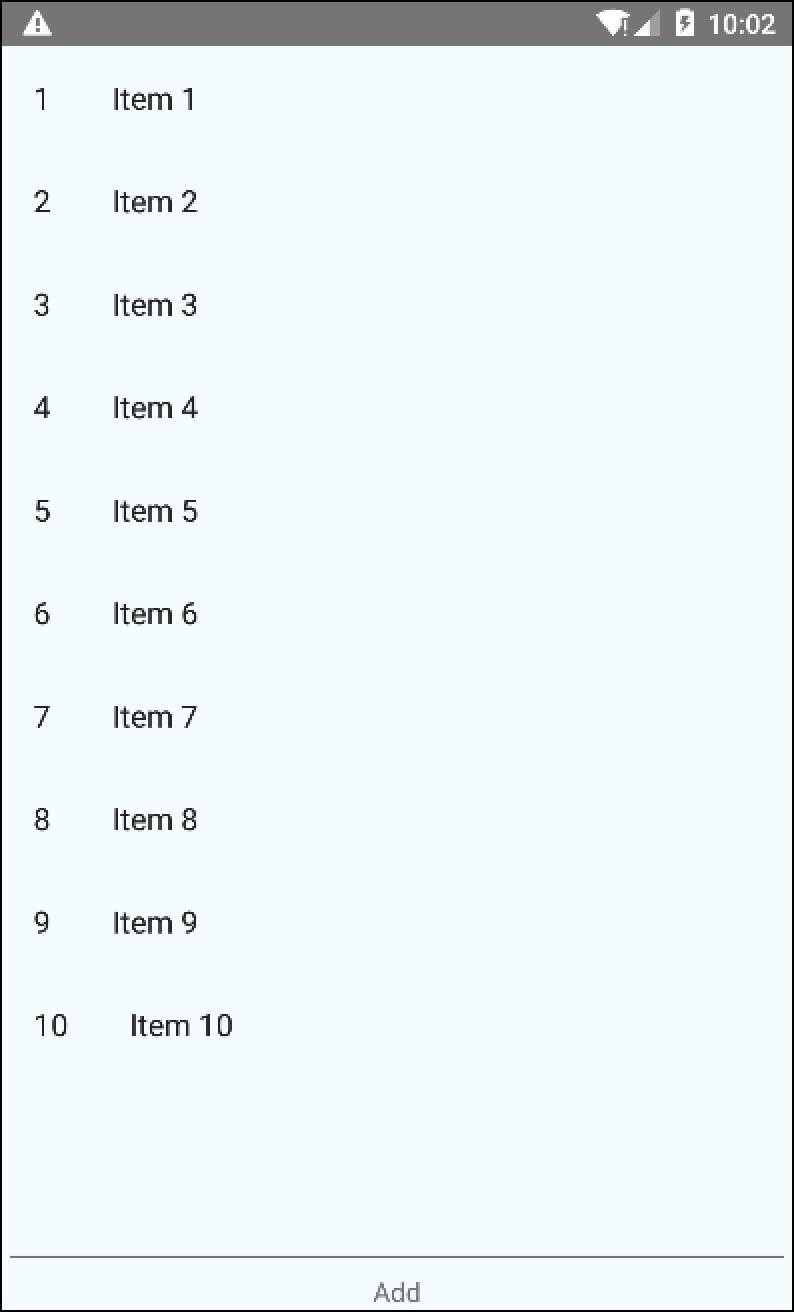 10:02
1 Item 1
2 Item 2
3 Item 3
4 Item 4
5 Item 5
6 Item 6
7 Item 7
8 Item 8
9 Item 9
10 Item 10
Add